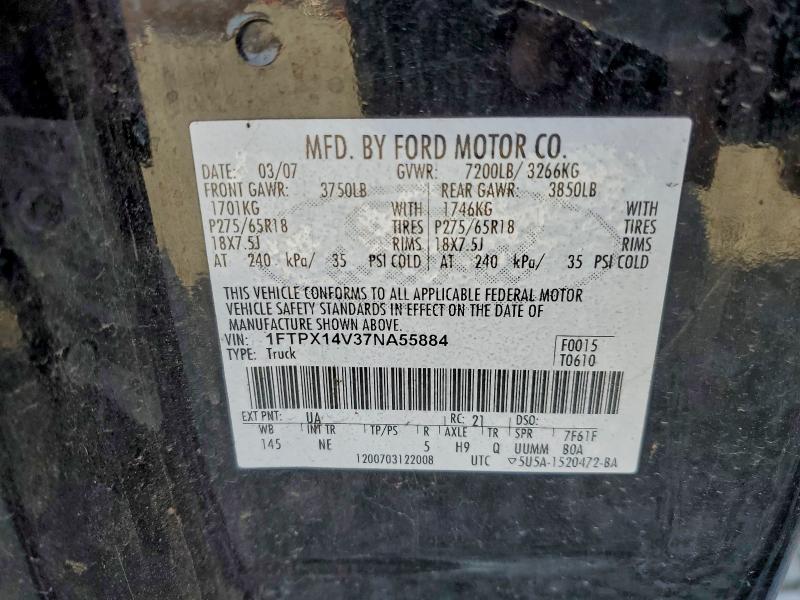 MFD. BY FORD MOTOR CO.
DATE: 03/07 GVWR: 7200LB/ 3266KG
FRONT GAWR: 3750LB REAR GAWR: 3850LB
1701KG WITH 1746KG WITH
P275/65R18 TIRES P275/65R18 TIRES
18X7.5J RIMS 18X7.5J RIMS
AT 240 kPa/ 35 PSI COLD AT 240 kPa/ 35 PSI COLD
THIS VEHICLE CONFORMS TO ALL APPLICABLE FEDERAL MOTOR
VEHICLE SAFETY STANDARDS IN EFFECT ON THE DATE OF
MANUFACTURE SHOWN ABOVE.
VIN: 1FTPX14V37NA55884 F0015
TYPE: Truck T0610
EXT PNT: UA RC: 21 DSO:
WB INT TR TP/PS R AXLE TR SPR 7F61F
145 NE 5 H9 Q UUMM B0A
1200703122008 UTC ▽5U5A-1520472-BA